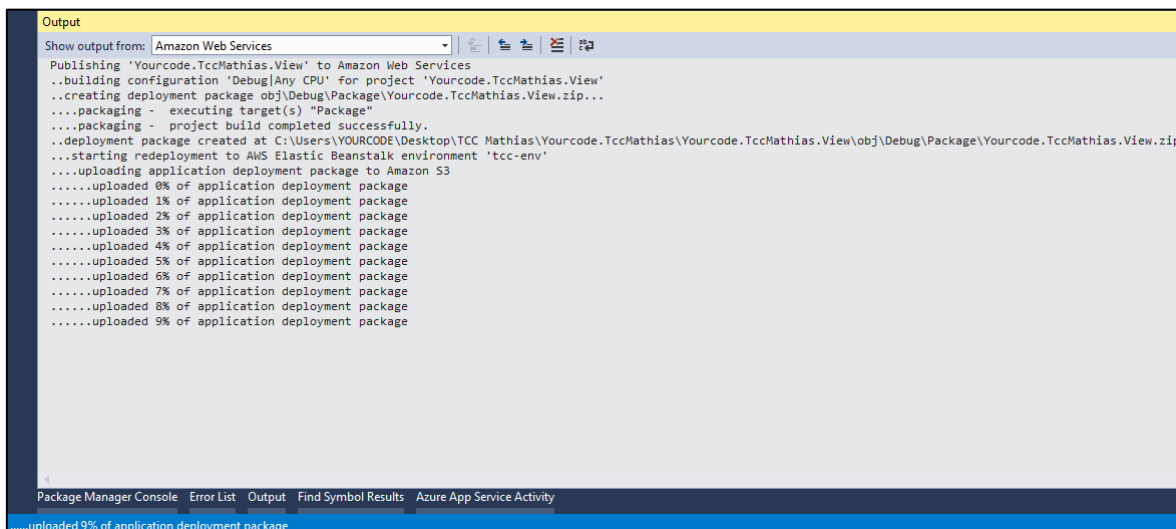 Output
Show output from: Amazon Web Services
Publishing 'Yourcode.TccMathias.View' to Amazon Web Services
..building configuration 'Debug|Any CPU' for project 'Yourcode.TccMathias.View'
..creating deployment package obj\Debug\Package\Yourcode.TccMathias.View.zip...
....packaging -  executing target(s) "Package"
....packaging -  project build completed successfully.
..deployment package created at C:\Users\YOURCODE\Desktop\TCC Mathias\Yourcode.TccMathias\Yourcode.TccMathias.View\obj\Debug\Package\Yourcode.TccMathias.View.zip
...starting redeployment to AWS Elastic Beanstalk environment 'tcc-env'
....uploading application deployment package to Amazon S3
......uploaded 0% of application deployment package
......uploaded 1% of application deployment package
......uploaded 2% of application deployment package
......uploaded 3% of application deployment package
......uploaded 4% of application deployment package
......uploaded 5% of application deployment package
......uploaded 6% of application deployment package
......uploaded 7% of application deployment package
......uploaded 8% of application deployment package
......uploaded 9% of application deployment package
Package Manager Console Error List Output Find Symbol Results Azure App Service Activity
......uploaded 9% of application deployment package